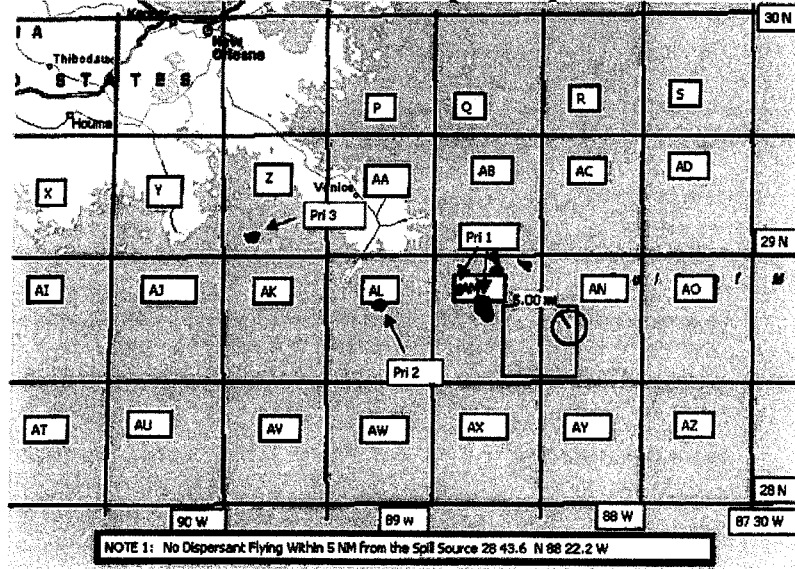 30 N
New
Orleans
I A
Thibodaux
S T A T E S
Houma
P
Q
R
S
X
Y
Z
AA
AB
AC
AD
Venice
Pri 3
Pri 1
29 N
AI
AJ
AK
AL
AM
AN
AO
M
5.00 NM
Pri 2
AT
AU
AV
AW
AX
AY
AZ
28 N
90 W
89 W
88 W
87 30 W
NOTE 1: No Dispersant Flying Within 5 NM from the Spill Source 28 43.6 N 88 22.2 W